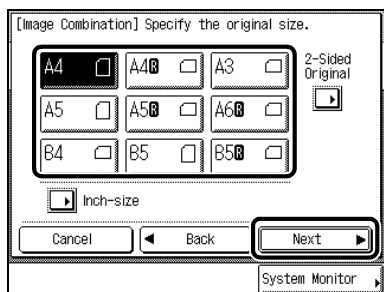 [Image Combination] Specify the original size.
A4 A4R A3 2-Sided
Original
A5 A5R A6R
B4 B5 B5R
Inch-size
Cancel Back Next
System Monitor